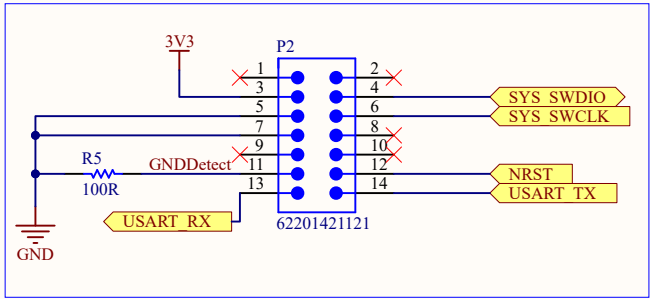 P2
3V3
1 2
3 4 SYS_SWDIO
5 6 SYS_SWCLK
7 8
9 10
R5 GNDDetect 11 12 NRST
100R 13 14 USART_TX
USART_RX
62201421121
GND